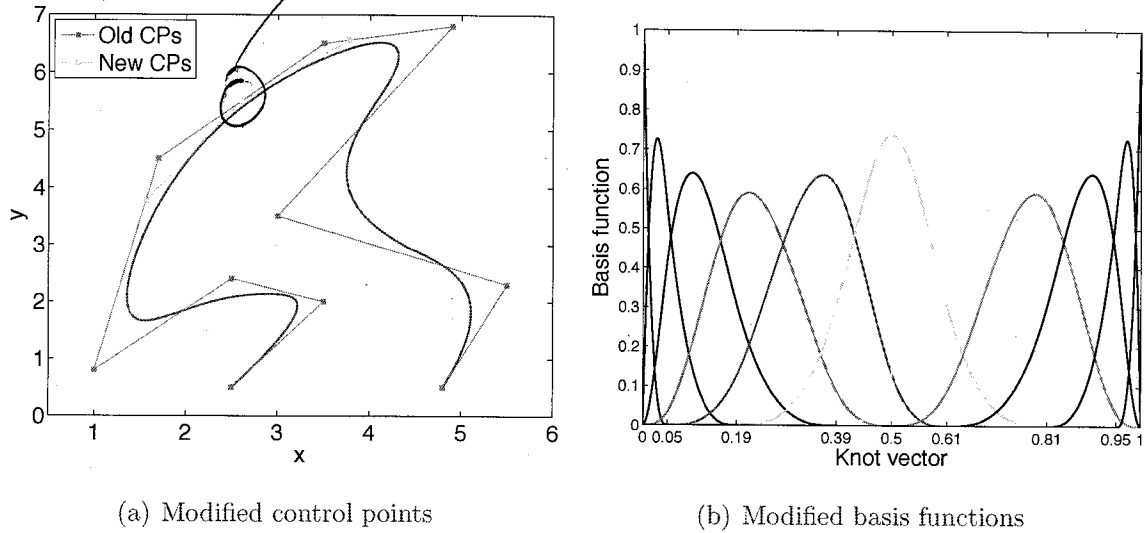 7
6
5
4
3
2
1
0
y
Old CPs
New CPs
1 2 3 4 5 6
x
(a) Modified control points
1
0.9
0.8
0.7
0.6
0.5
0.4
0.3
0.2
0.1
0
Basis function
0 0.05 0.19 0.39 0.5 0.61 0.81 0.95 1
Knot vector
(b) Modified basis functions